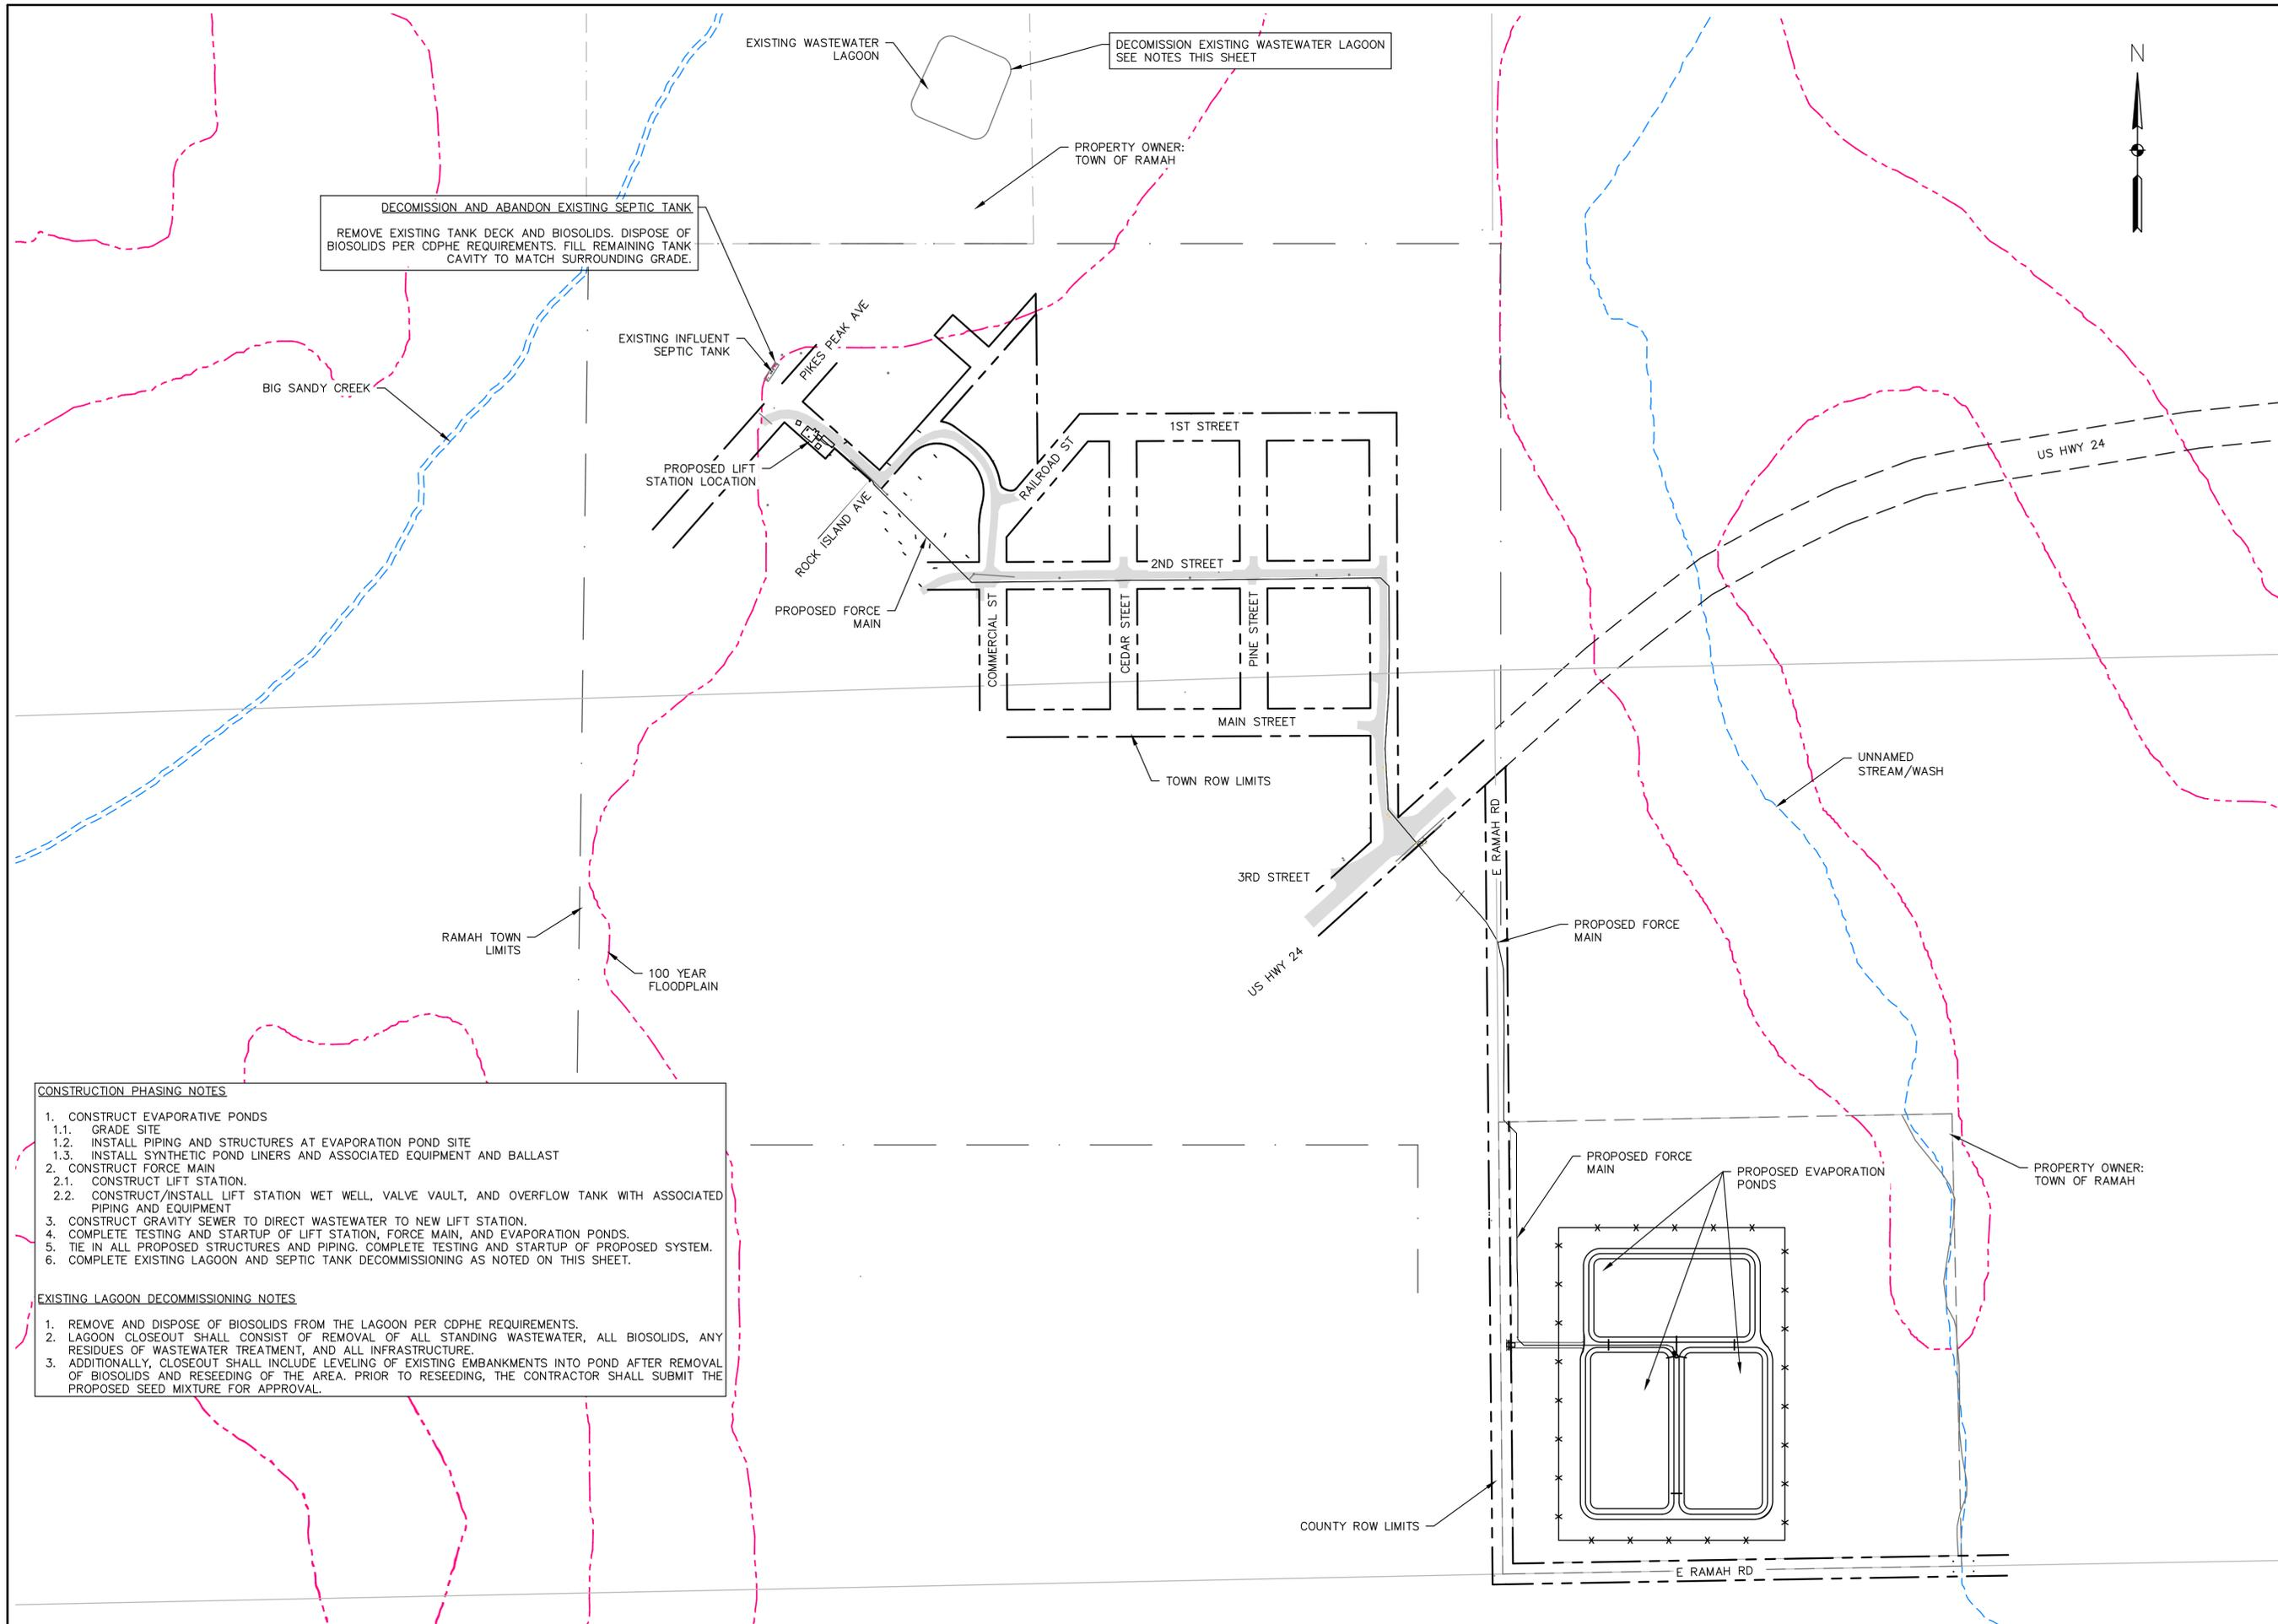 EXISTING WASTEWATER
LAGOON
DECOMISSION EXISTING WASTEWATER LAGOON
SEE NOTES THIS SHEET
N
PROPERTY OWNER:
TOWN OF RAMAH
DECOMISSION AND ABANDON EXISTING SEPTIC TANK
REMOVE EXISTING TANK DECK AND BIOSOLIDS. DISPOSE OF
BIOSOLIDS PER CDPHE REQUIREMENTS. FILL REMAINING TANK
CAVITY TO MATCH SURROUNDING GRADE.
EXISTING INFLUENT
SEPTIC TANK
PIKES PEAK AVE
BIG SANDY CREEK
1ST STREET
US HWY 24
PROPOSED LIFT
STATION LOCATION
RAILROAD ST
ROCK ISLAND AVE
2ND STREET
PROPOSED FORCE
MAIN
COMMERCIAL ST
CEDAR STEET
PINE STREET
MAIN STREET
TOWN ROW LIMITS
UNNAMED
STREAM/WASH
E RAMAH RD
3RD STREET
PROPOSED FORCE
MAIN
RAMAH TOWN
LIMITS
100 YEAR
FLOODPLAIN
US HWY 24
CONSTRUCTION PHASING NOTES
1. CONSTRUCT EVAPORATIVE PONDS
1.1. GRADE SITE
1.2. INSTALL PIPING AND STRUCTURES AT EVAPORATION POND SITE
1.3. INSTALL SYNTHETIC POND LINERS AND ASSOCIATED EQUIPMENT AND BALLAST
2. CONSTRUCT FORCE MAIN
2.1. CONSTRUCT LIFT STATION.
2.2. CONSTRUCT/INSTALL LIFT STATION WET WELL, VALVE VAULT, AND OVERFLOW TANK WITH ASSOCIATED
PIPING AND EQUIPMENT
3. CONSTRUCT GRAVITY SEWER TO DIRECT WASTEWATER TO NEW LIFT STATION.
4. COMPLETE TESTING AND STARTUP OF LIFT STATION, FORCE MAIN, AND EVAPORATION PONDS.
5. TIE IN ALL PROPOSED STRUCTURES AND PIPING. COMPLETE TESTING AND STARTUP OF PROPOSED SYSTEM.
6. COMPLETE EXISTING LAGOON AND SEPTIC TANK DECOMMISSIONING AS NOTED ON THIS SHEET.
EXISTING LAGOON DECOMMISSIONING NOTES
1. REMOVE AND DISPOSE OF BIOSOLIDS FROM THE LAGOON PER CDPHE REQUIREMENTS.
2. LAGOON CLOSEOUT SHALL CONSIST OF REMOVAL OF ALL STANDING WASTEWATER, ALL BIOSOLIDS, ANY
RESIDUES OF WASTEWATER TREATMENT, AND ALL INFRASTRUCTURE.
3. ADDITIONALLY, CLOSEOUT SHALL INCLUDE LEVELING OF EXISTING EMBANKMENTS INTO POND AFTER REMOVAL
OF BIOSOLIDS AND RESEEDING OF THE AREA. PRIOR TO RESEEDING, THE CONTRACTOR SHALL SUBMIT THE
PROPOSED SEED MIXTURE FOR APPROVAL.
PROPOSED FORCE
MAIN
PROPOSED EVAPORATION
PONDS
PROPERTY OWNER:
TOWN OF RAMAH
COUNTY ROW LIMITS
E RAMAH RD